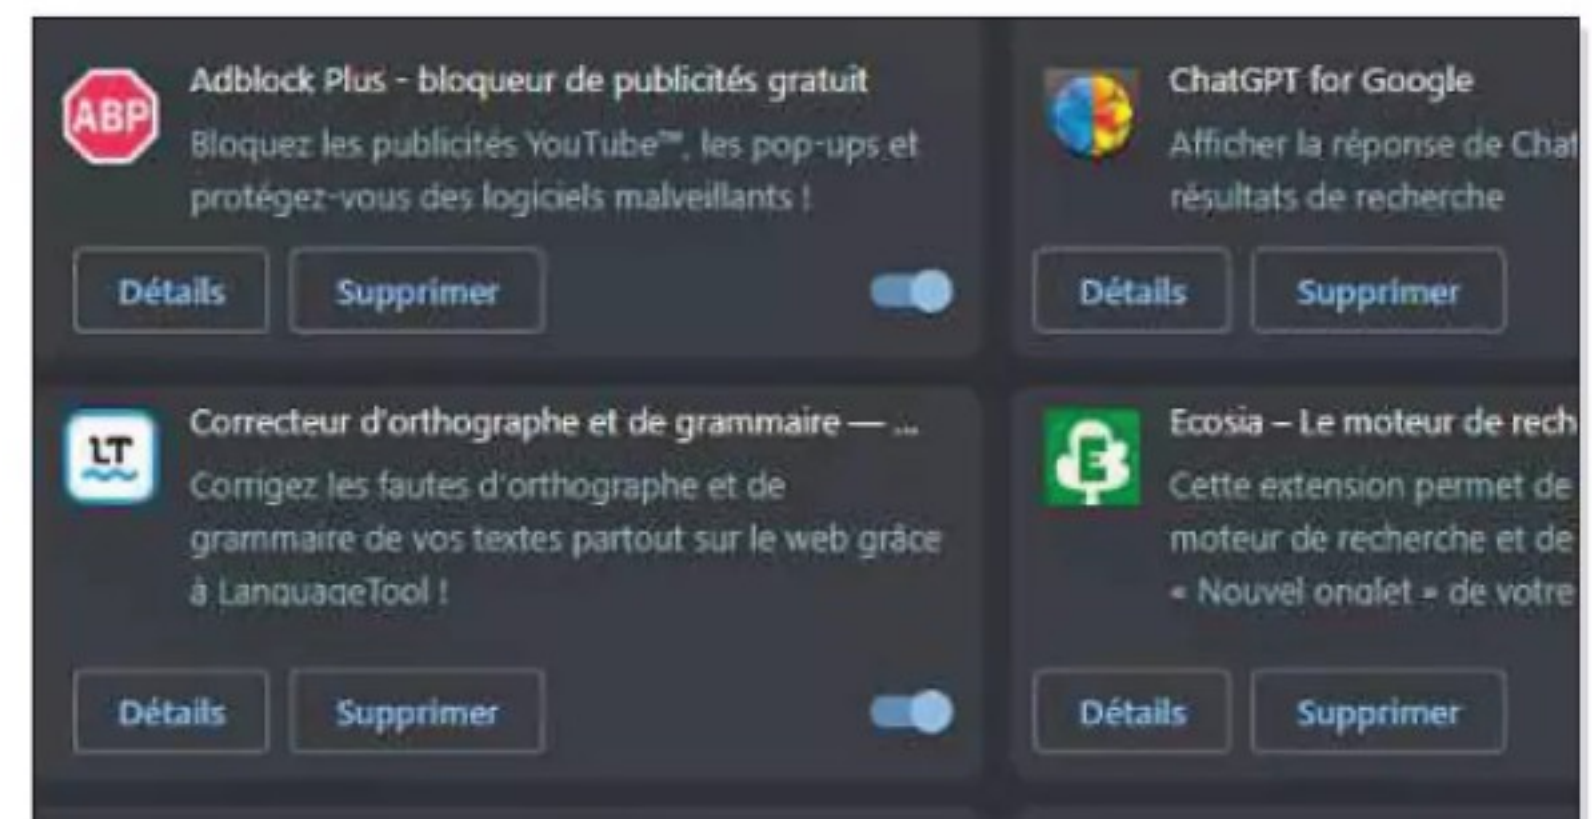 ABP
Adblock Plus - bloqueur de publicités gratuit
Bloquez les publicités YouTube™, les pop-ups et
protégez-vous des logiciels malveillants !
Détails
Supprimer
ChatGPT for Google
Afficher la réponse de Chat
résultats de recherche
Détails
Supprimer
LT
Correcteur d'orthographe et de grammaire — ...
Corrigez les fautes d'orthographe et de
grammaire de vos textes partout sur le web grâce
à LanguageTool !
Détails
Supprimer
E
Ecosia – Le moteur de rech
Cette extension permet de
moteur de recherche et de
« Nouvel onglet » de votre
Détails
Supprimer